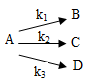 k₁ B
A k₂ C
k₃ D